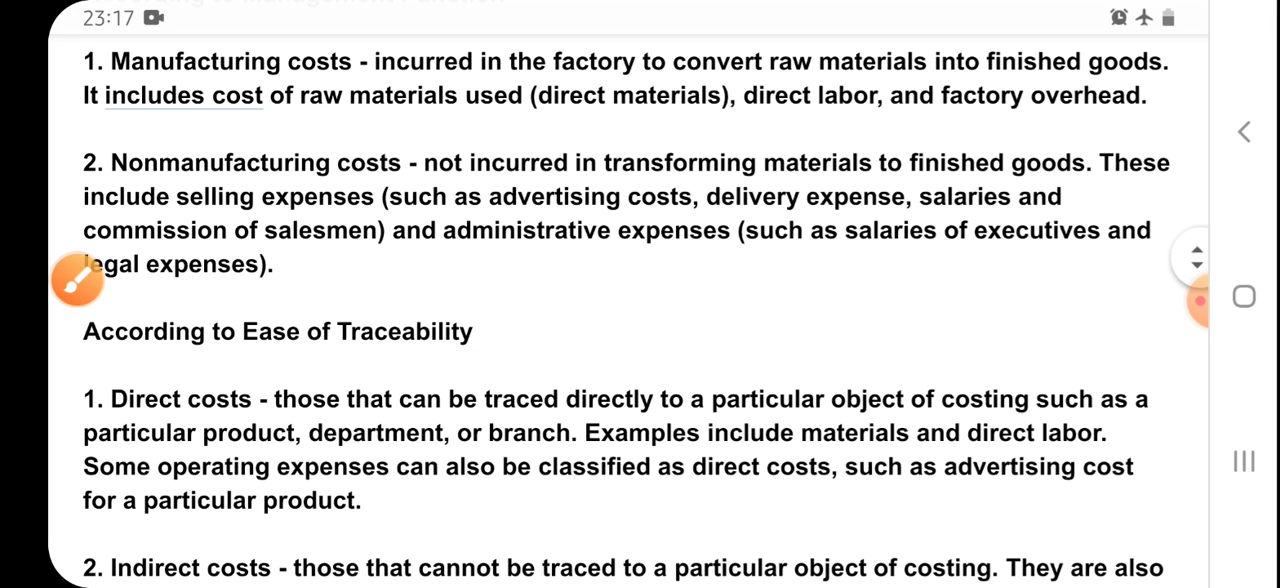 23:17
1. Manufacturing costs - incurred in the factory to convert raw materials into finished goods.
It includes cost of raw materials used (direct materials), direct labor, and factory overhead.
2. Nonmanufacturing costs - not incurred in transforming materials to finished goods. These
include selling expenses (such as advertising costs, delivery expense, salaries and
commission of salesmen) and administrative expenses (such as salaries of executives and
legal expenses).
According to Ease of Traceability
1. Direct costs - those that can be traced directly to a particular object of costing such as a
particular product, department, or branch. Examples include materials and direct labor.
Some operating expenses can also be classified as direct costs, such as advertising cost
for a particular product.
2. Indirect costs - those that cannot be traced to a particular object of costing. They are also